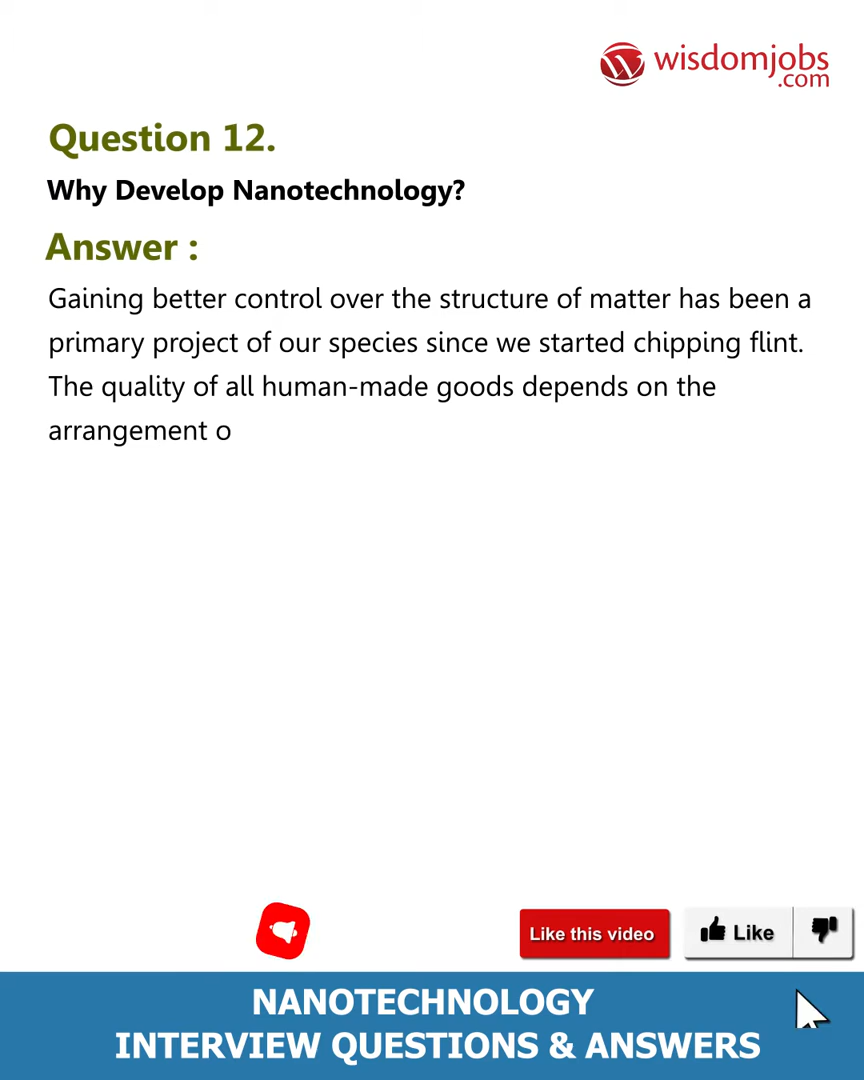 wisdomjobs
.com
Question 12.
Why Develop Nanotechnology?
Answer :
Gaining better control over the structure of matter has been a
primary project of our species since we started chipping flint.
The quality of all human-made goods depends on the
arrangement o
Like this video
Like
NANOTECHNOLOGY
INTERVIEW QUESTIONS & ANSWERS